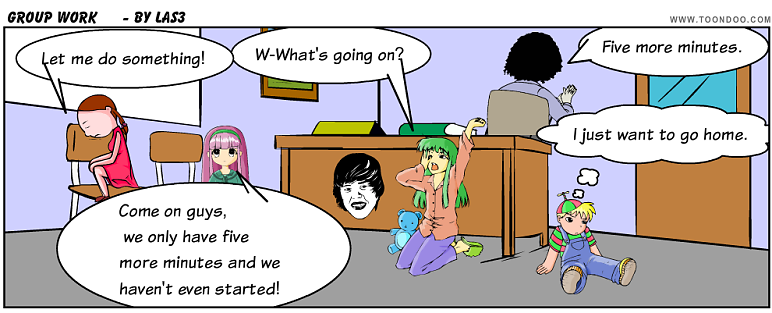 GROUP WORK - BY LAS3
WWW.TOONDOO.COM
Let me do something!
W-What's going on?
Five more minutes.
I just want to go home.
Come on guys,
we only have five
more minutes and we
haven't even started!